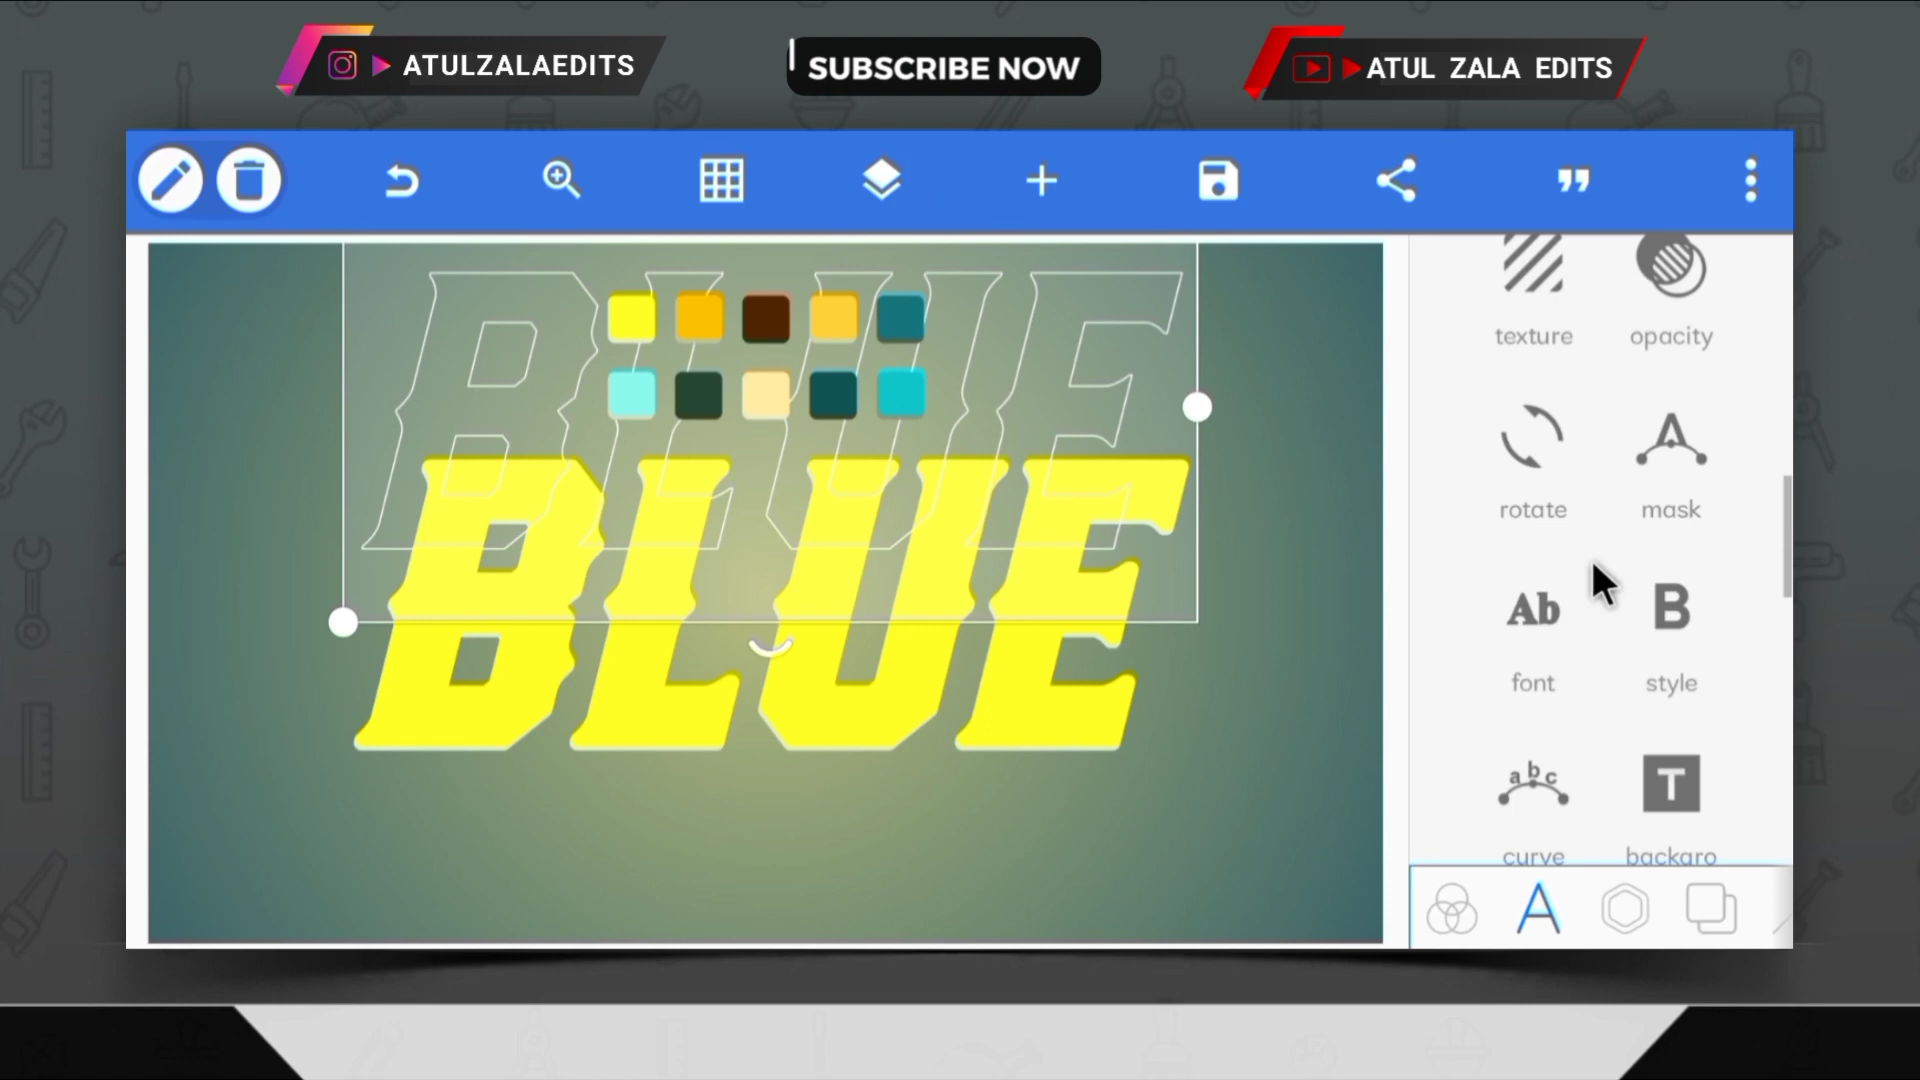 ATULZALAEDITS
SUBSCRIBE NOW
ATUL ZALA EDITS
texture opacity
rotate mask
Ab B
font style
abc T
curve backgro
A
BLUE
BLUE